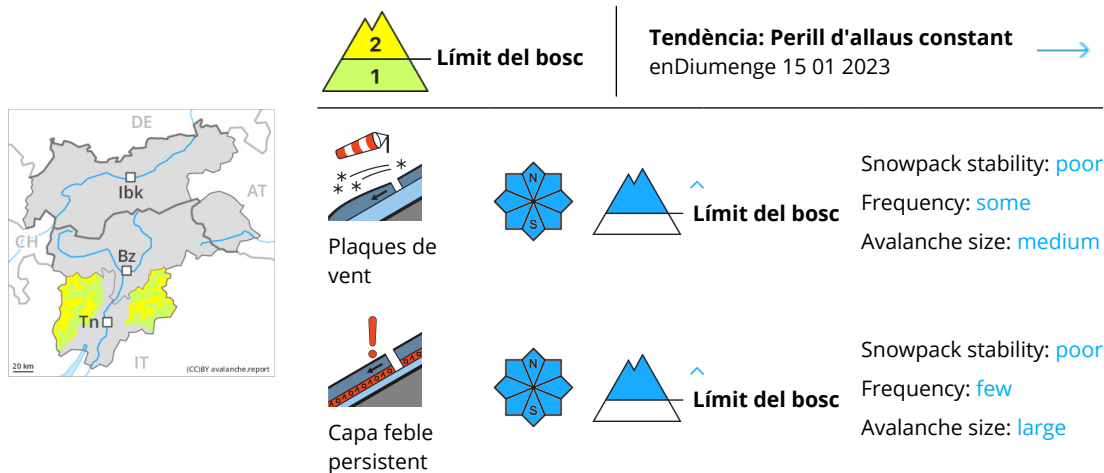 2
1
Límit del bosc
Tendència: Perill d'allaus constant
enDiumenge 15 01 2023
DE
AT
CH
IT
Ibk
Bz
Tn
20 km
(CC)BY avalanche.report
N
S
Límit del bosc
Plaques de
vent
Snowpack stability: poor
Frequency: some
Avalanche size: medium
N
S
Límit del bosc
Capa feble
persistent
Snowpack stability: poor
Frequency: few
Avalanche size: large